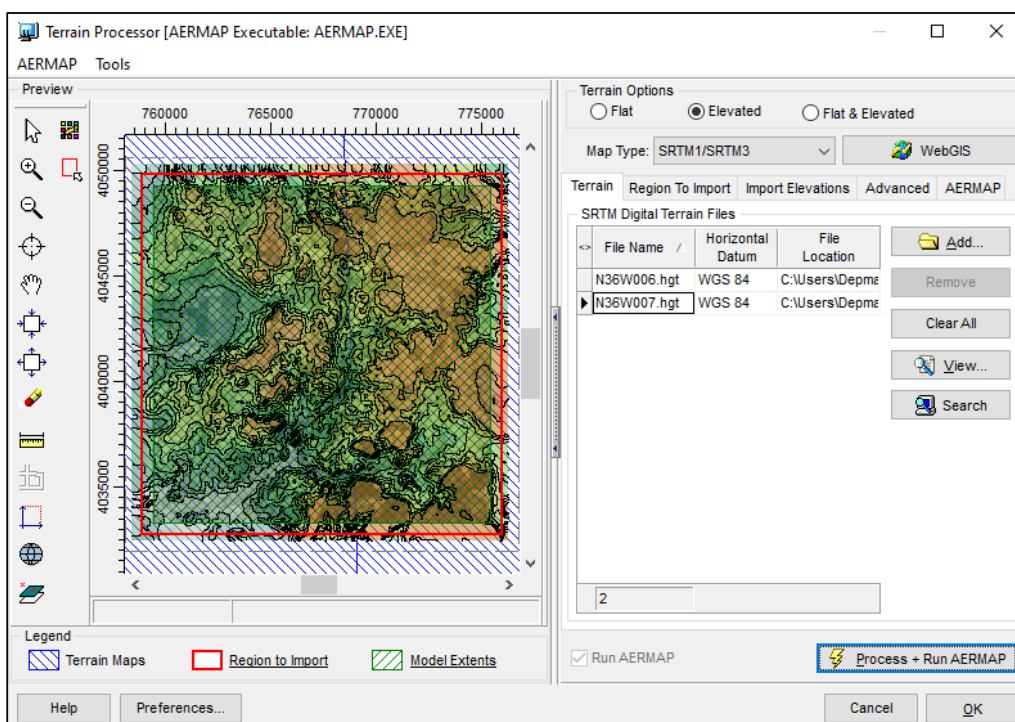 Terrain Processor [AERMAP Executable: AERMAP.EXE]
AERMAP Tools
Preview
760000 765000 770000 775000
4050000
4045000
4040000
4035000
Legend
Terrain Maps Region to Import Model Extents
Terrain Options
Flat Elevated Flat & Elevated
Map Type: SRTM1/SRTM3 WebGIS
Terrain Region To Import Import Elevations Advanced AERMAP
SRTM Digital Terrain Files
<> File Name Horizontal Datum File Location
N36W006.hgt WGS 84 C:\Users\Depma
N36W007.hgt WGS 84 C:\Users\Depma
2
Add...
Remove
Clear All
View...
Search
Run AERMAP Process + Run AERMAP
Help Preferences... Cancel OK